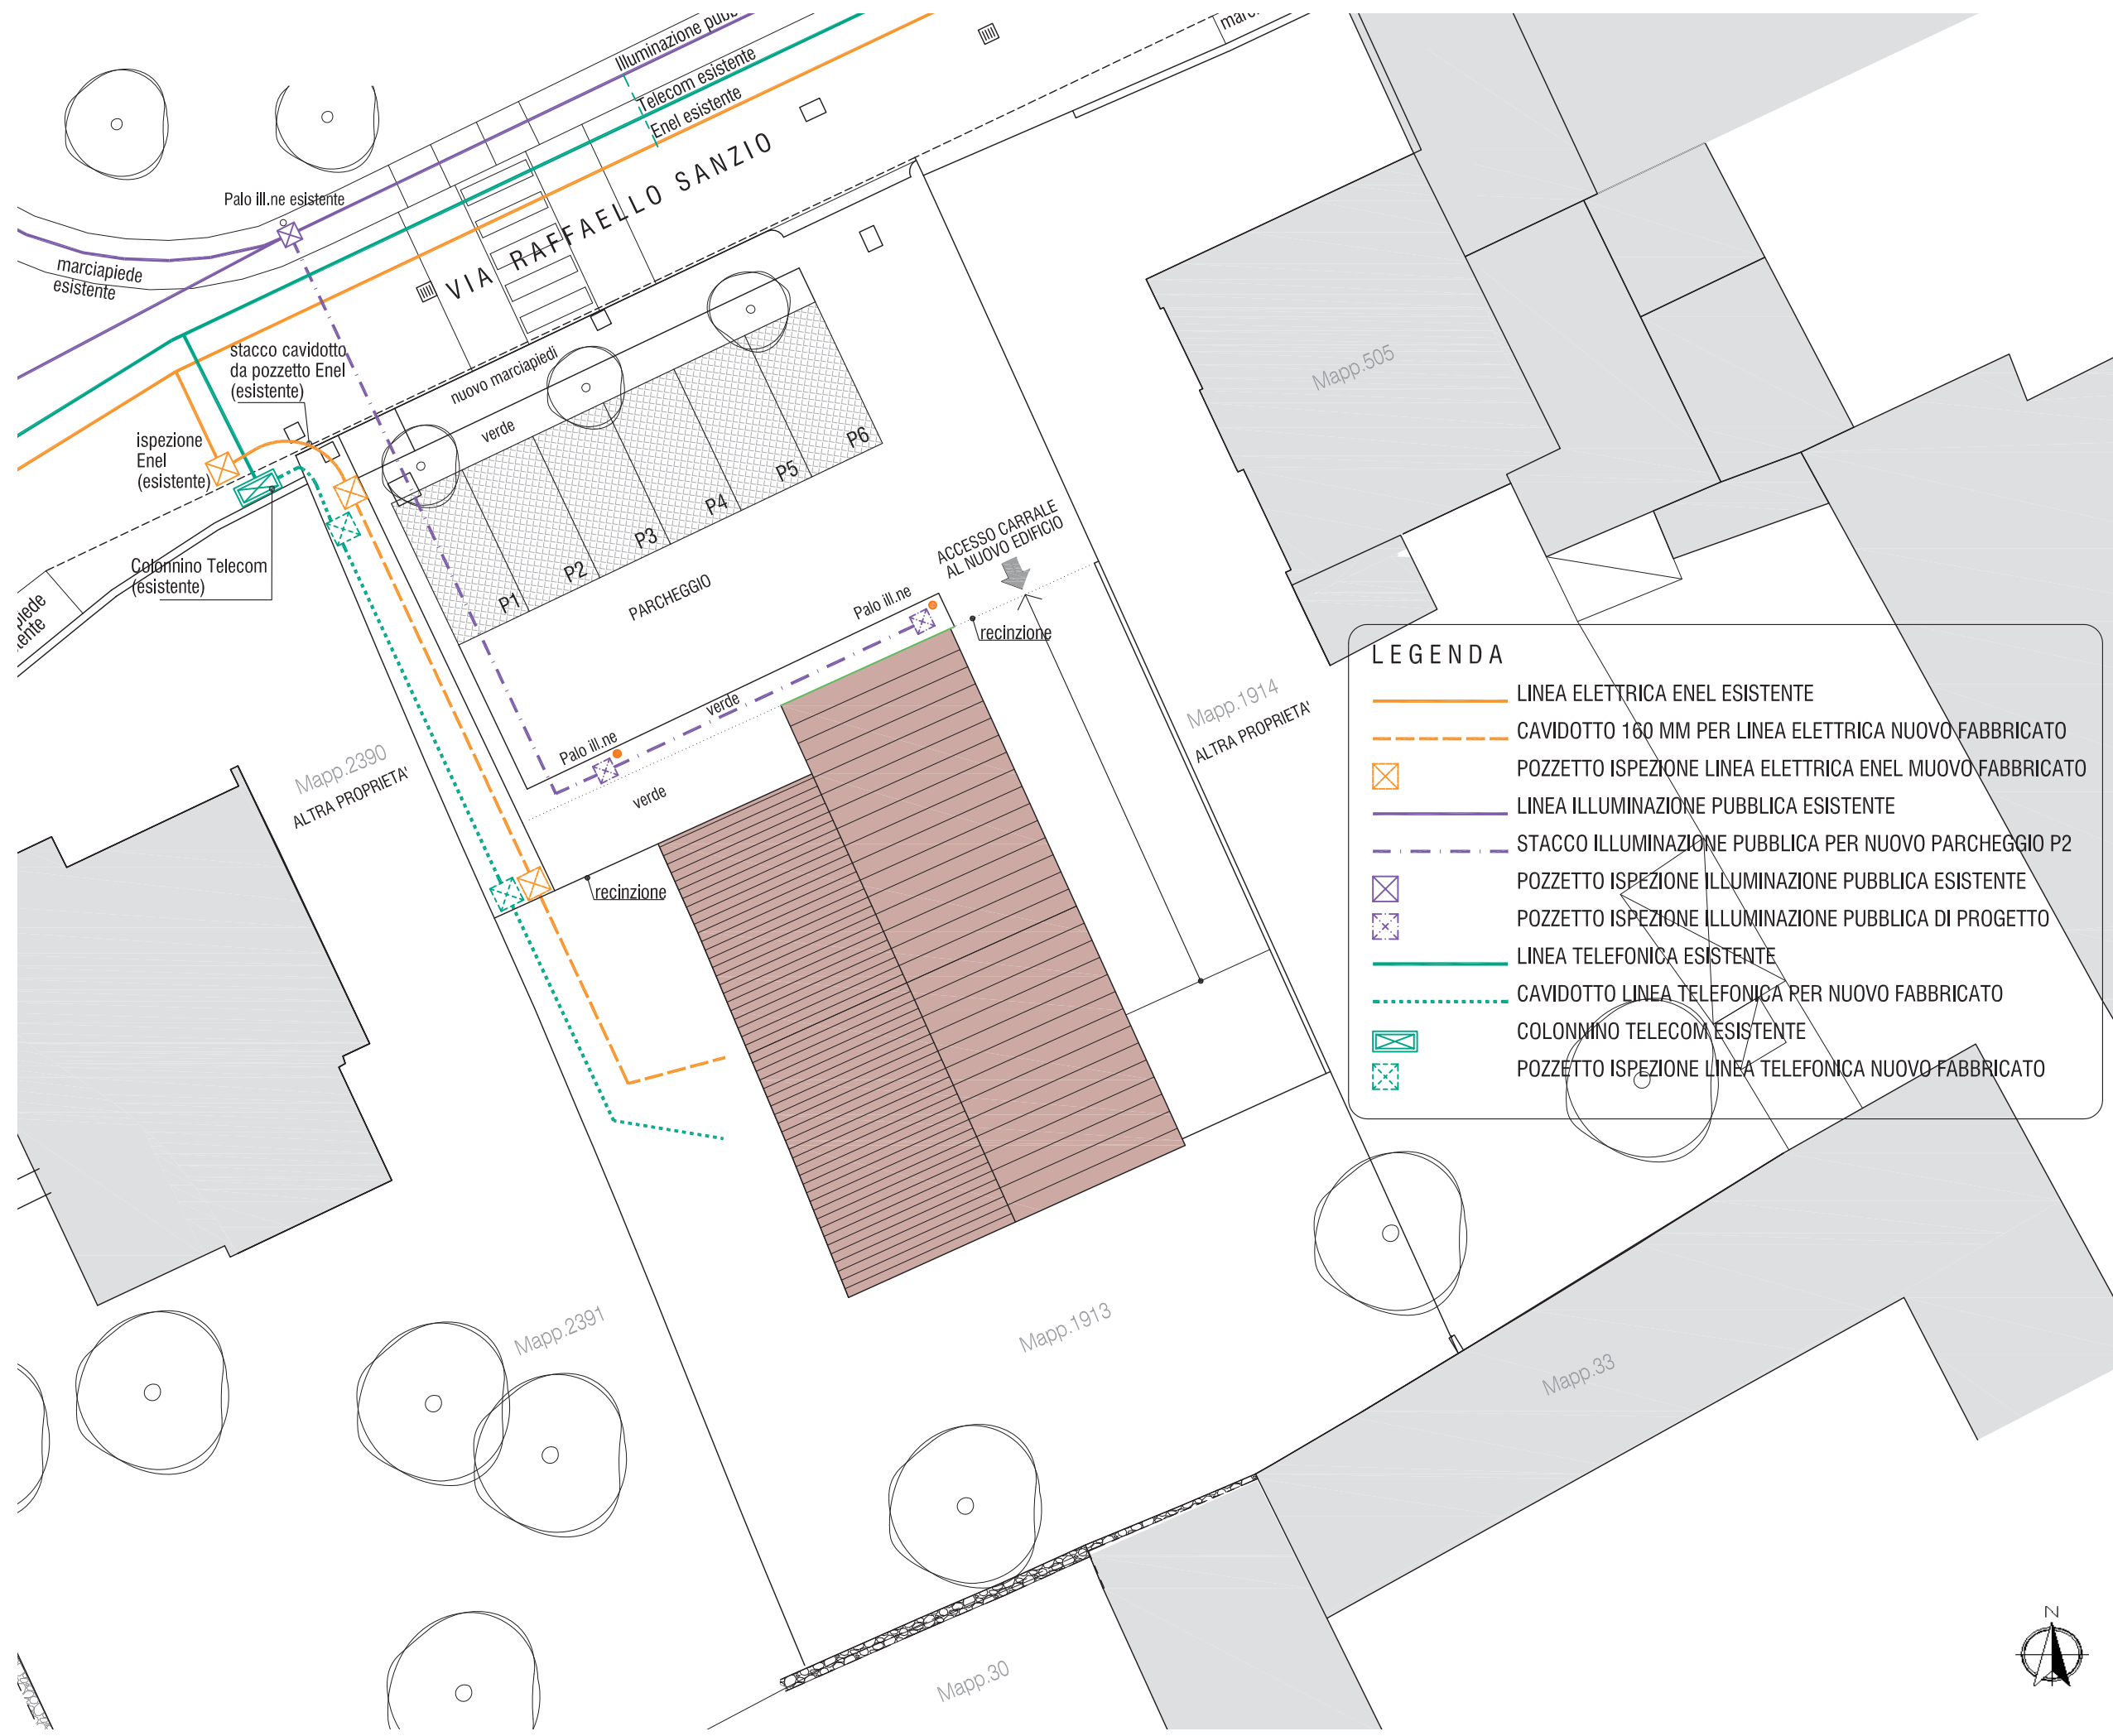 Illuminazione pubb
Telecom esistente
Enel esistente
VIA RAFFAELLO SANZIO
Palo ill.ne esistente
marciapiede
esistente
stacco cavidotto
da pozzetto Enel
(esistente)
ispezione
Enel
(esistente)
Colonnino Telecom
(esistente)
nuovo marciapiedi
verde
P1
P2
P3
P4
P5
P6
PARCHEGGIO
ACCESSO CARRALE
AL NUOVO EDIFICIO
Palo ill.ne
recinzione
verde
Palo ill.ne
verde
recinzione
Mapp.505
Mapp.1914
ALTRA PROPRIETA'
Mapp.2390
ALTRA PROPRIETA'
LEGENDA
LINEA ELETTRICA ENEL ESISTENTE
CAVIDOTTO 160 MM PER LINEA ELETTRICA NUOVO FABBRICATO
POZZETTO ISPEZIONE LINEA ELETTRICA ENEL MUOVO FABBRICATO
LINEA ILLUMINAZIONE PUBBLICA ESISTENTE
STACCO ILLUMINAZIONE PUBBLICA PER NUOVO PARCHEGGIO P2
POZZETTO ISPEZIONE ILLUMINAZIONE PUBBLICA ESISTENTE
POZZETTO ISPEZIONE ILLUMINAZIONE PUBBLICA DI PROGETTO
LINEA TELEFONICA ESISTENTE
CAVIDOTTO LINEA TELEFONICA PER NUOVO FABBRICATO
COLONNINO TELECOM ESISTENTE
POZZETTO ISPEZIONE LINEA TELEFONICA NUOVO FABBRICATO
Mapp.2391
Mapp.1913
Mapp.33
Mapp.30
N